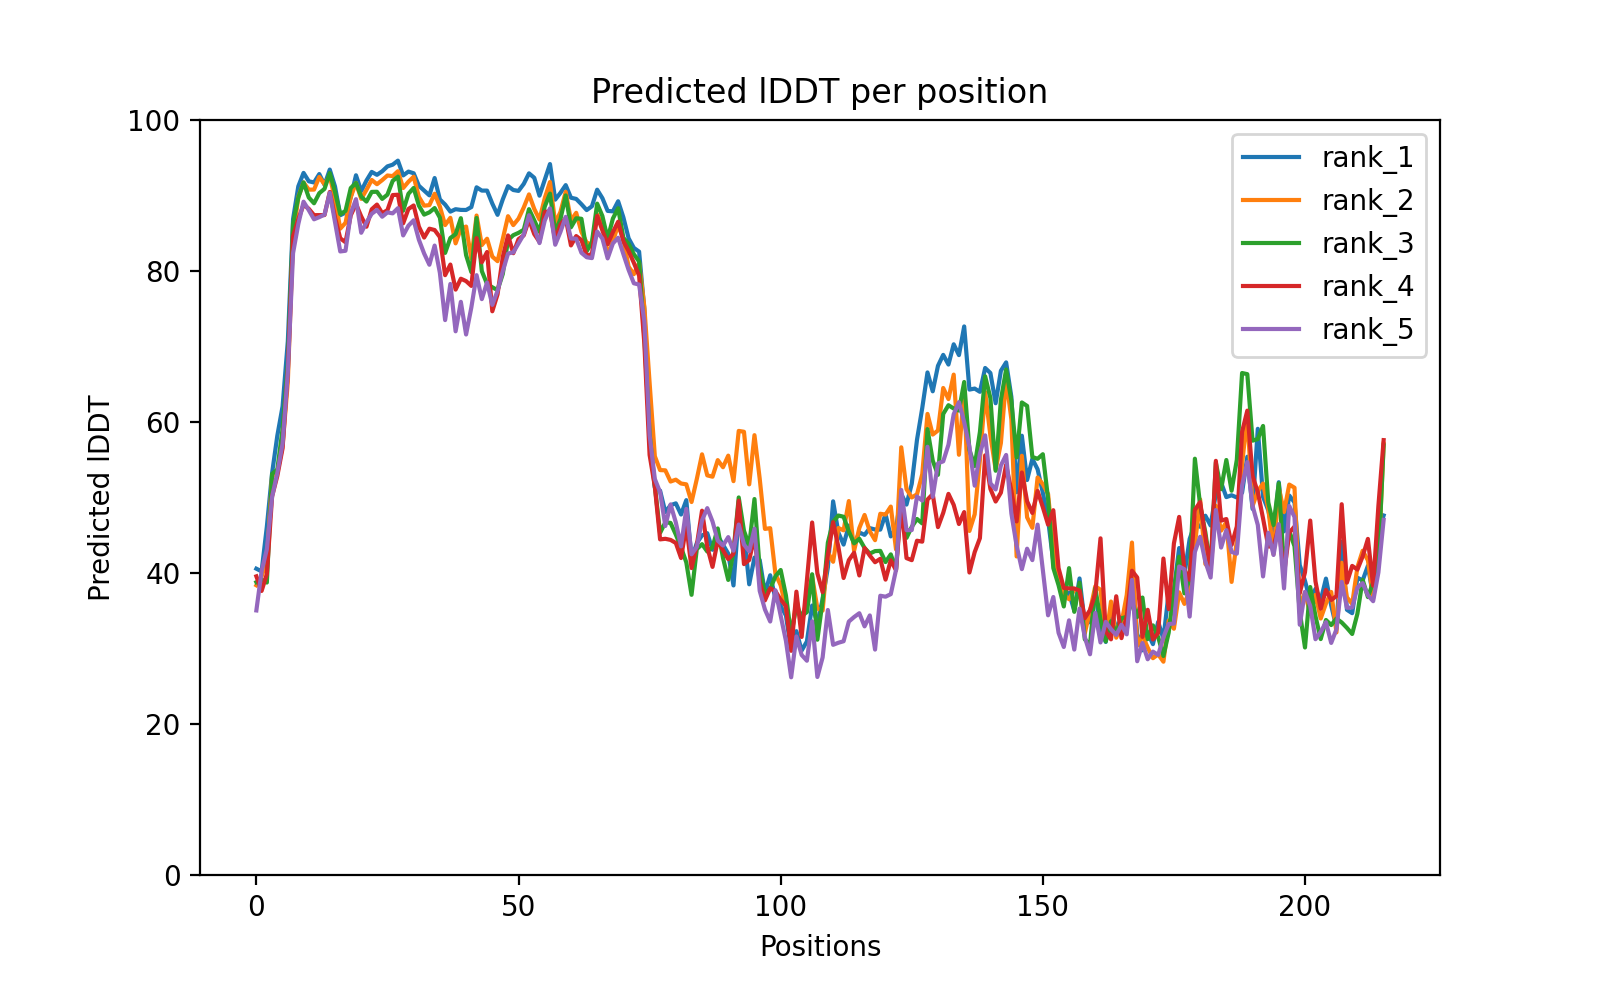 Predicted lDDT per position
100
80
60
40
20
0
Predicted lDDT
rank_1
rank_2
rank_3
rank_4
rank_5
0 50 100 150 200
Positions